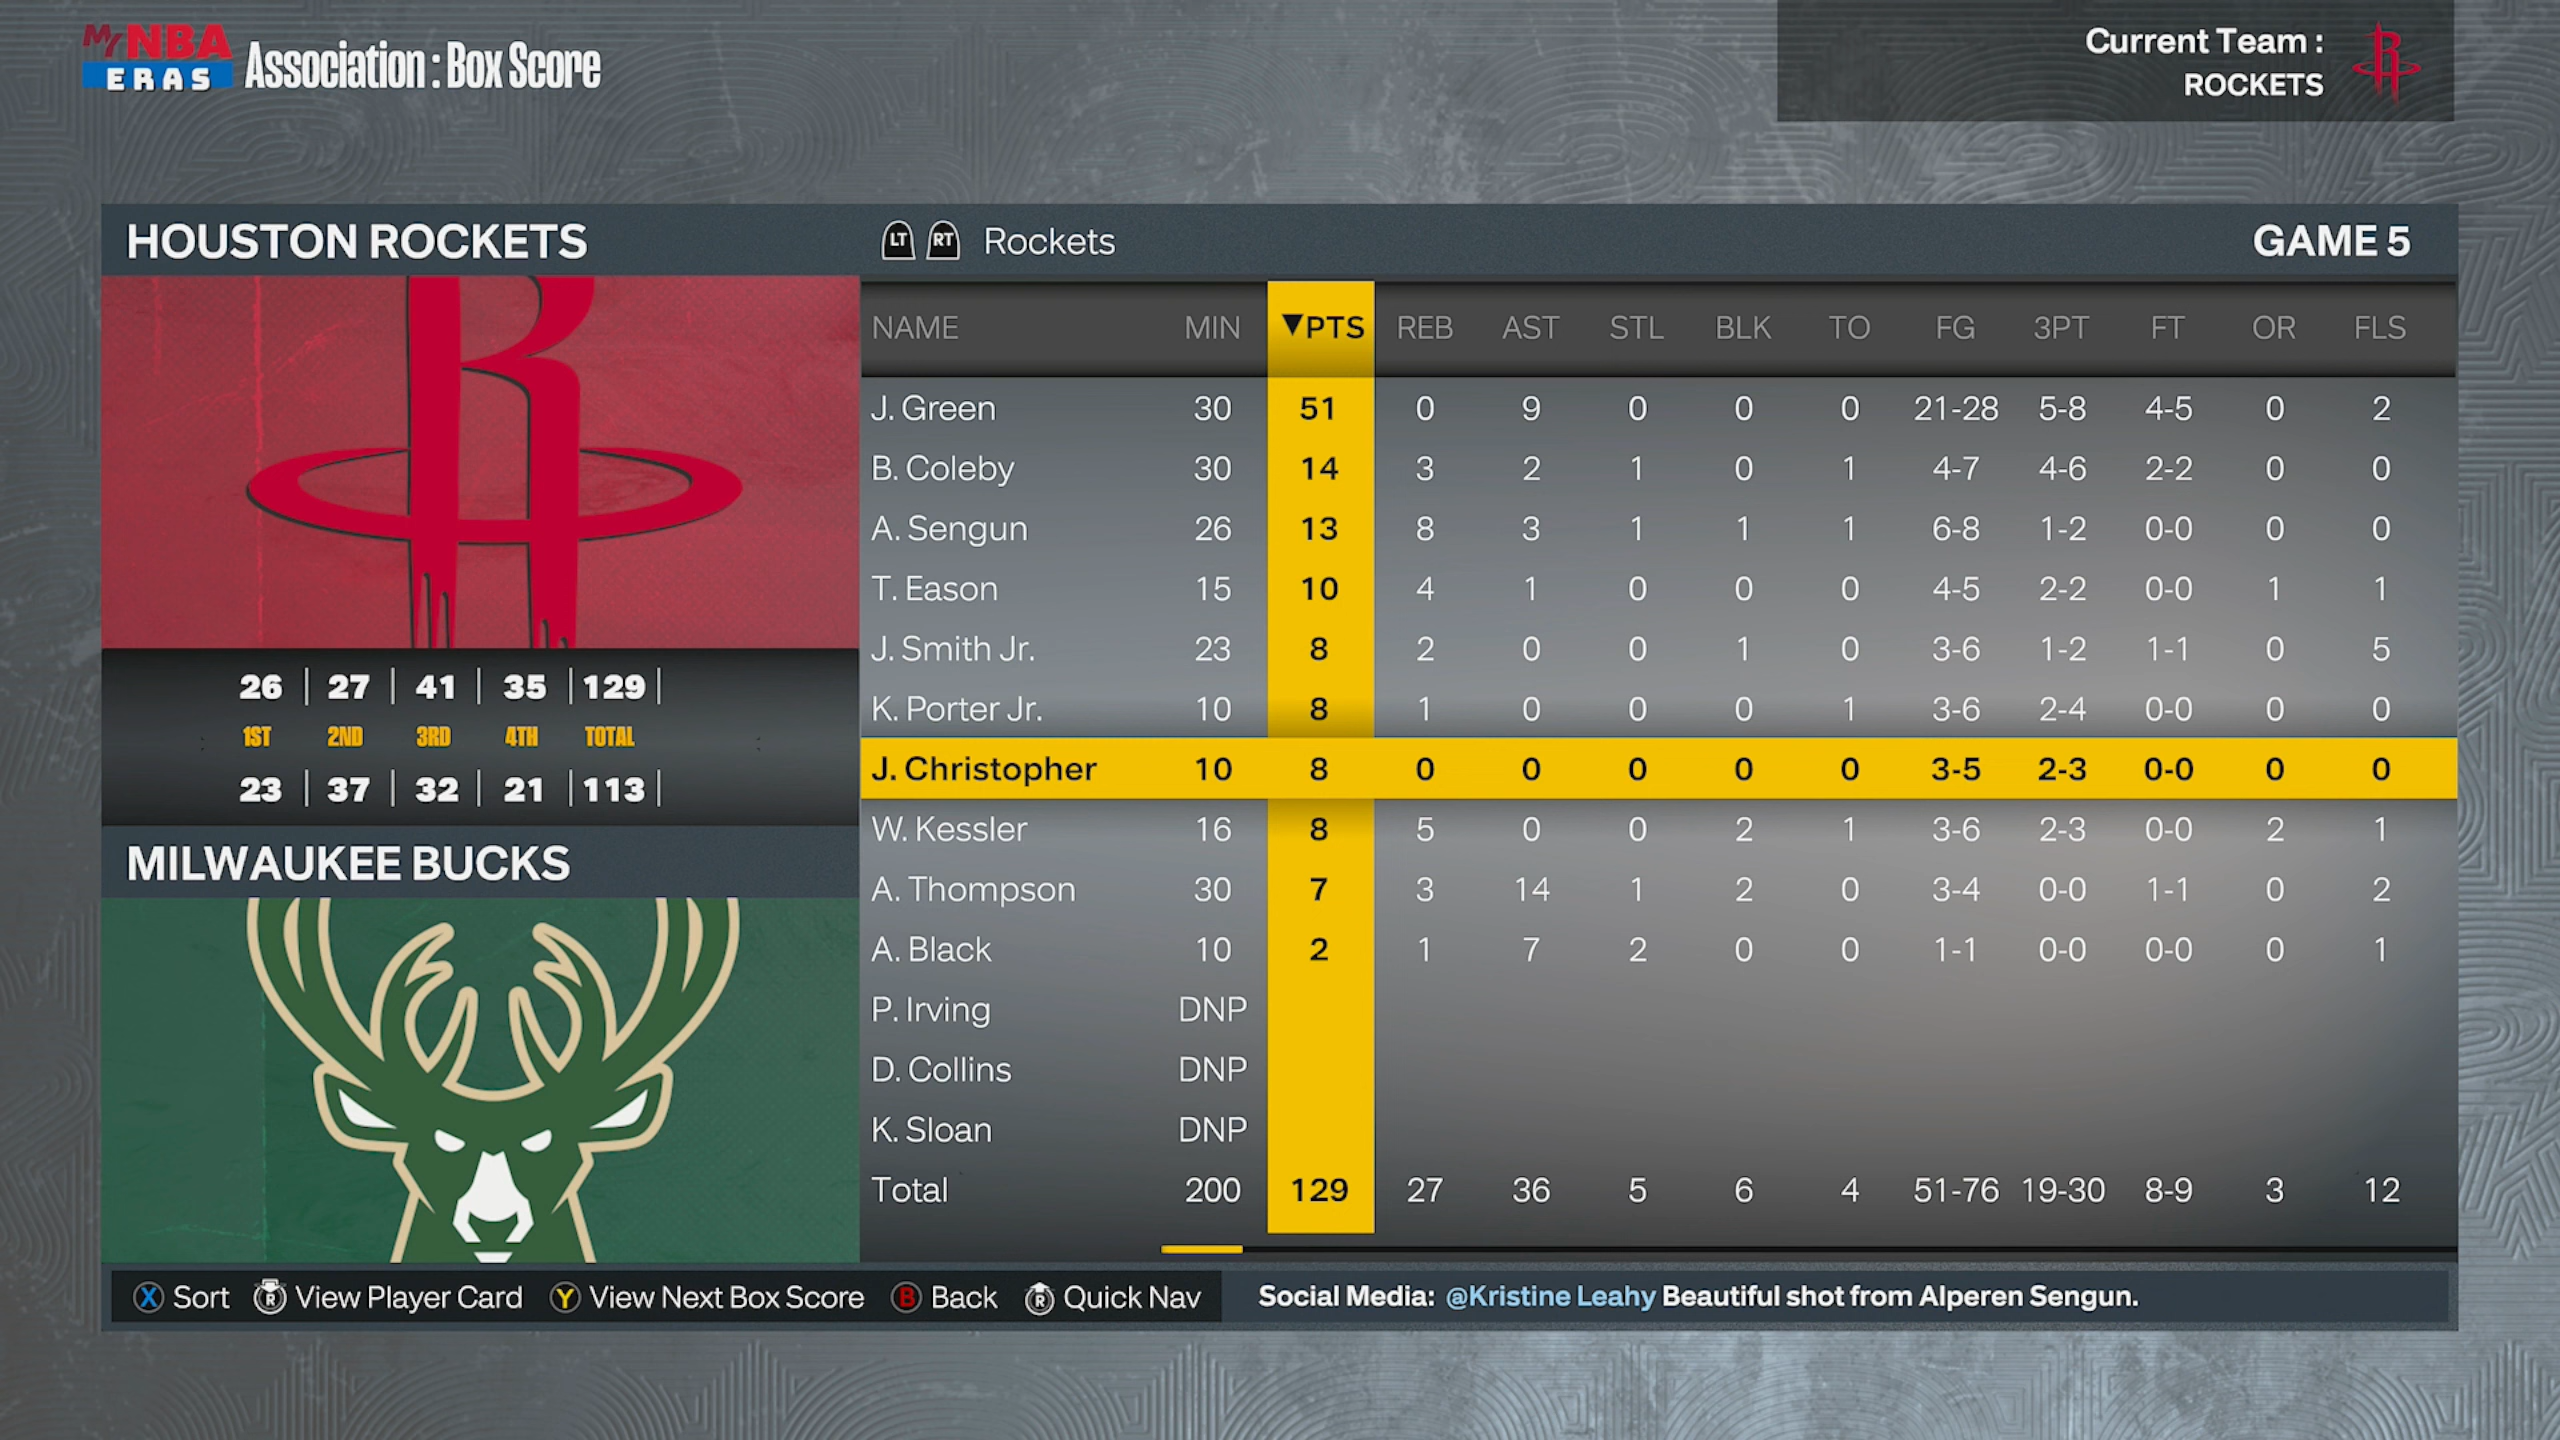 MyNBA ERAS Association : Box Score
Current Team :
ROCKETS
HOUSTON ROCKETS
26 | 27 | 41 | 35 | 129 |
1ST 2ND 3RD 4TH TOTAL
23 | 37 | 32 | 21 | 113 |
MILWAUKEE BUCKS
LT RT Rockets GAME 5
NAME MIN ▼PTS REB AST STL BLK TO FG 3PT FT OR FLS
J. Green 30 51 0 9 0 0 0 21-28 5-8 4-5 0 2
B. Coleby 30 14 3 2 1 0 1 4-7 4-6 2-2 0 0
A. Sengun 26 13 8 3 1 1 1 6-8 1-2 0-0 0 0
T. Eason 15 10 4 1 0 0 0 4-5 2-2 0-0 1 1
J. Smith Jr. 23 8 2 0 0 1 0 3-6 1-2 1-1 0 5
K. Porter Jr. 10 8 1 0 0 0 1 3-6 2-4 0-0 0 0
J. Christopher 10 8 0 0 0 0 0 3-5 2-3 0-0 0 0
W. Kessler 16 8 5 0 0 2 1 3-6 2-3 0-0 2 1
A. Thompson 30 7 3 14 1 2 0 3-4 0-0 1-1 0 2
A. Black 10 2 1 7 2 0 0 1-1 0-0 0-0 0 1
P. Irving DNP
D. Collins DNP
K. Sloan DNP
Total 200 129 27 36 5 6 4 51-76 19-30 8-9 3 12
X Sort R View Player Card Y View Next Box Score B Back R Quick Nav
Social Media: @Kristine Leahy Beautiful shot from Alperen Sengun.